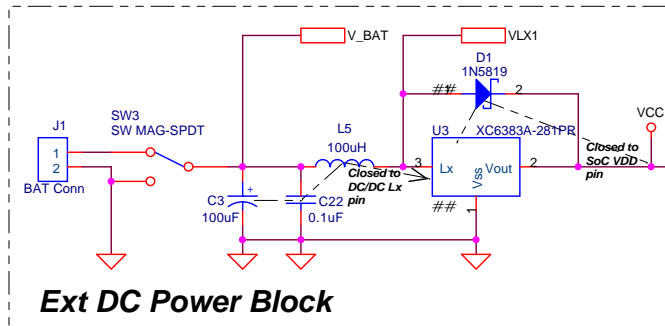 V_BAT
VLX1
D1
1N5819
##
1
2
VCC
J1
SW3
SW MAG-SPDT
L5
100uH
U3
XC6383A-281PR
1
2
BAT Conn
3
Lx
Vout
Vss
2
Closed to
DC/DC Lx
pin
Closed to
SoC VDD
pin
+
C3
100uF
C22
0.1uF
##
1
Ext DC Power Block